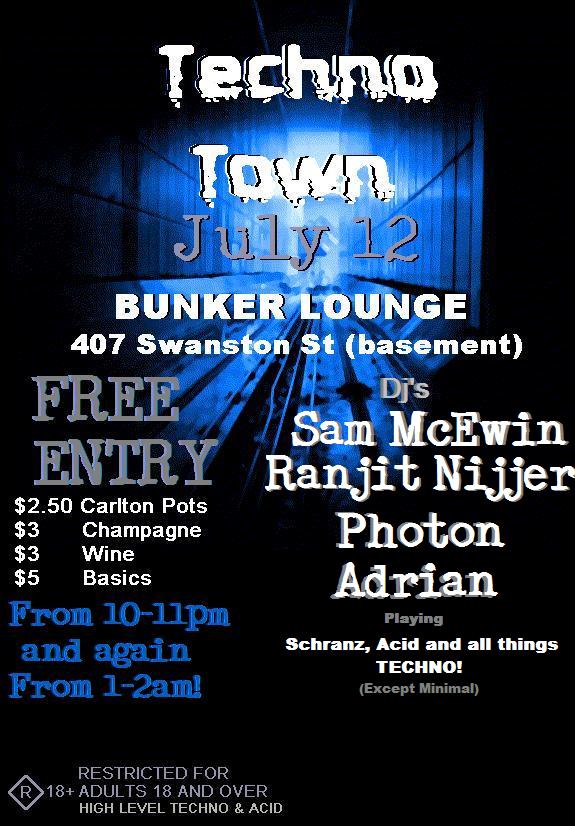 Techno
Town
July 12
BUNKER LOUNGE
407 Swanston St (basement)
FREE
ENTRY
$2.50 Carlton Pots
$3 Champagne
$3 Wine
$5 Basics
From 10-11pm
and again
From 1-2am!
Dj's
Sam McEwin
Ranjit Nijjer
Photon
Adrian
Playing
Schranz, Acid and all things
TECHNO!
(Except Minimal)
RESTRICTED FOR
R 18+ ADULTS 18 AND OVER
HIGH LEVEL TECHNO & ACID